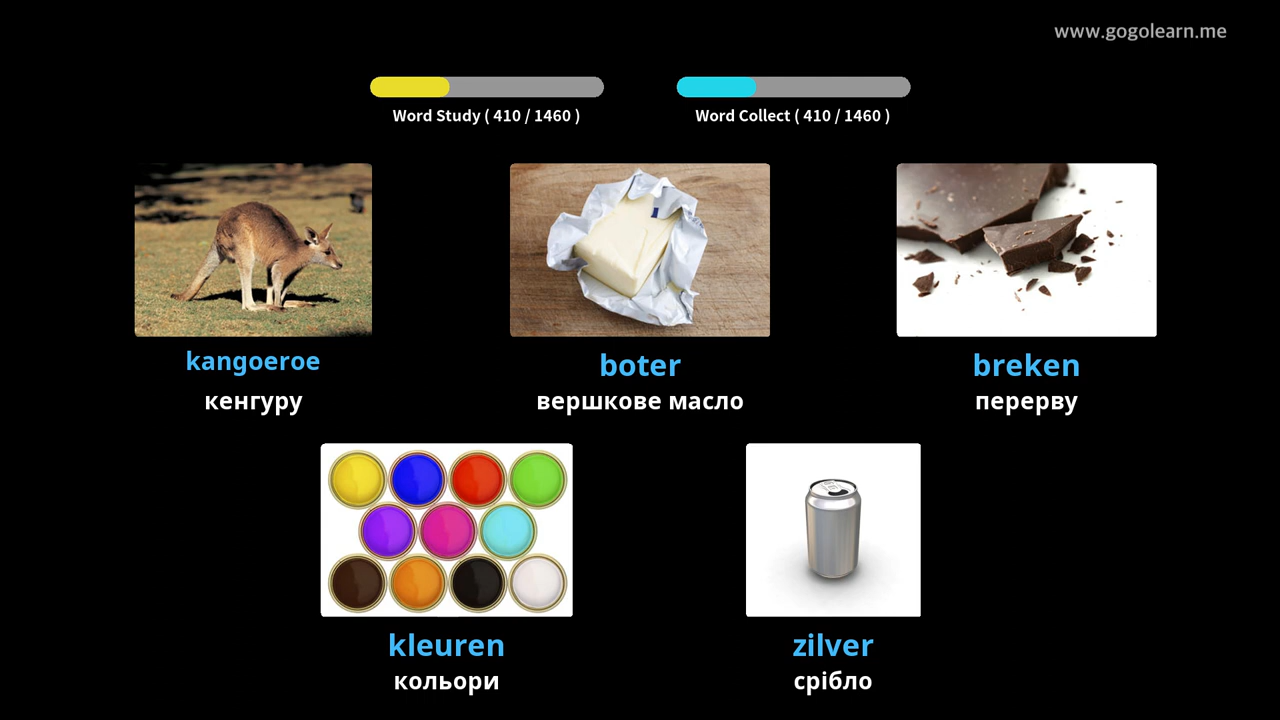 www.gogolearn.me
Word Study ( 410 / 1460 )
Word Collect ( 410 / 1460 )
kangoeroe
кенгуру
boter
вершкове масло
breken
перерву
kleuren
кольори
zilver
срібло